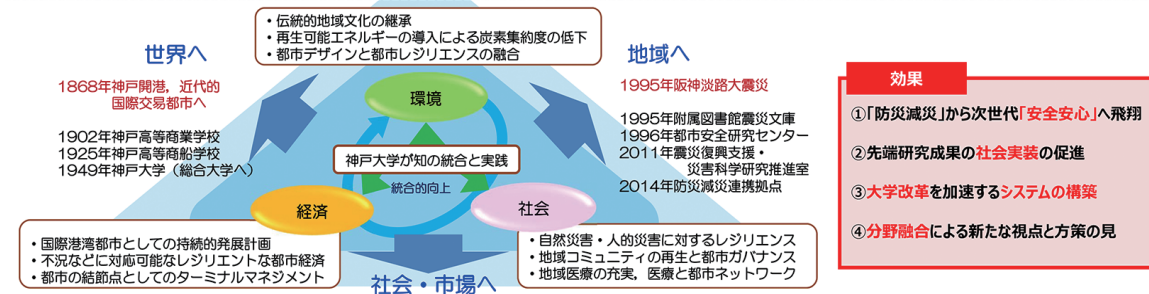 ・伝統的地域文化の継承
・再生可能エネルギーの導入による炭素集約度の低下
・都市デザインと都市レジリエンスの融合
世界へ
1868年神戸開港，近代的
国際交易都市へ
1902年神戸高等商業学校
1925年神戸高等商船学校
1949年神戸大学（総合大学へ）
地域へ
1995年阪神淡路大震災
1995年附属図書館震災文庫
1996年都市安全研究センター
2011年震災復興支援・
災害科学研究推進室
2014年防災減災連携拠点
環境
神戸大学が知の統合と実践
統合的向上
経済
社会
・国際港湾都市としての持続的発展計画
・不況などに対応可能なレジリエントな都市経済
・都市の結節点としてのターミナルマネジメント
社会・市場へ
・自然災害・人的災害に対するレジリエンス
・地域コミュニティの再生と都市ガバナンス
・地域医療の充実，医療と都市ネットワーク
効果
①「防災減災」から次世代「安全安心」へ飛翔
②先端研究成果の社会実装の促進
③大学改革を加速するシステムの構築
④分野融合による新たな視点と方策の見